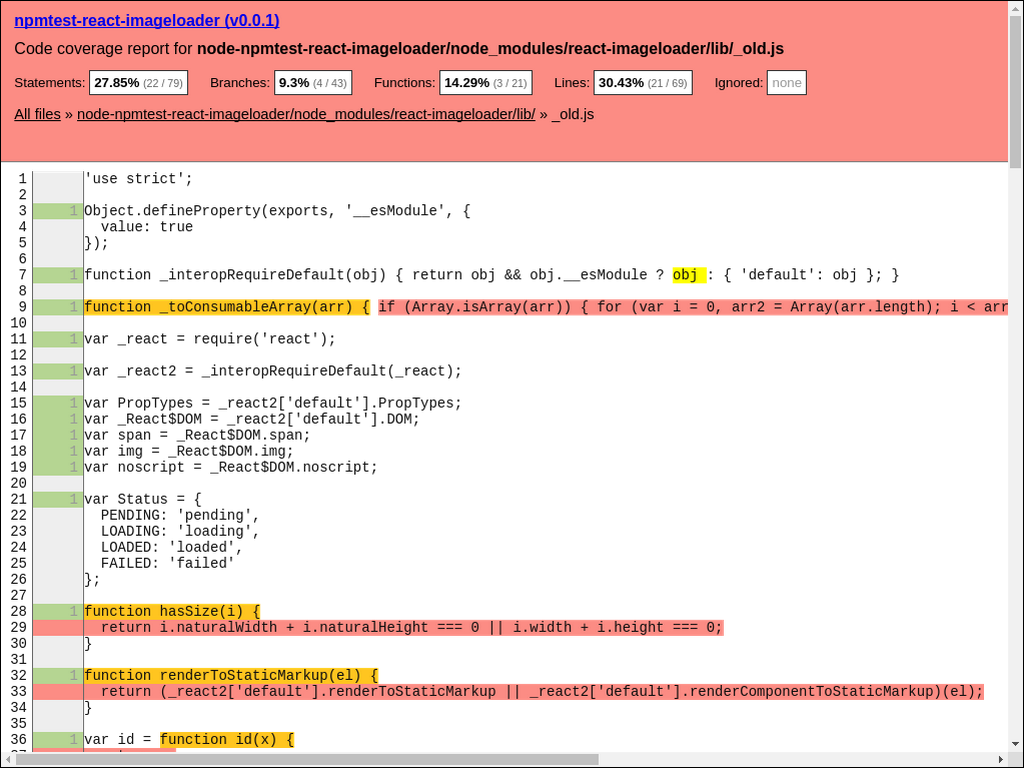 npmtest-react-imageloader (v0.0.1)
Code coverage report for node-npmtest-react-imageloader/node_modules/react-imageloader/lib/_old.js
Statements: 27.85% (22 / 79) Branches: 9.3% (4 / 43) Functions: 14.29% (3 / 21) Lines: 30.43% (21 / 69) Ignored: none
All files » node-npmtest-react-imageloader/node_modules/react-imageloader/lib/ » _old.js
1 'use strict';
2
3 1 Object.defineProperty(exports, '__esModule', {
4 value: true
5 });
6
7 1 function _interopRequireDefault(obj) { return obj && obj.__esModule ? obj : { 'default': obj }; }
8
9 1 function _toConsumableArray(arr) { if (Array.isArray(arr)) { for (var i = 0, arr2 = Array(arr.length); i < arr
10
11 1 var _react = require('react');
12
13 1 var _react2 = _interopRequireDefault(_react);
14
15 1 var PropTypes = _react2['default'].PropTypes;
16 1 var _React$DOM = _react2['default'].DOM;
17 1 var span = _React$DOM.span;
18 1 var img = _React$DOM.img;
19 1 var noscript = _React$DOM.noscript;
20
21 1 var Status = {
22 PENDING: 'pending',
23 LOADING: 'loading',
24 LOADED: 'loaded',
25 FAILED: 'failed'
26 };
27
28 1 function hasSize(i) {
29 return i.naturalWidth + i.naturalHeight === 0 || i.width + i.height === 0;
30 }
31
32 1 function renderToStaticMarkup(el) {
33 return (_react2['default'].renderToStaticMarkup || _react2['default'].renderComponentToStaticMarkup)(el);
34 }
35
36 1 var id = function id(x) {